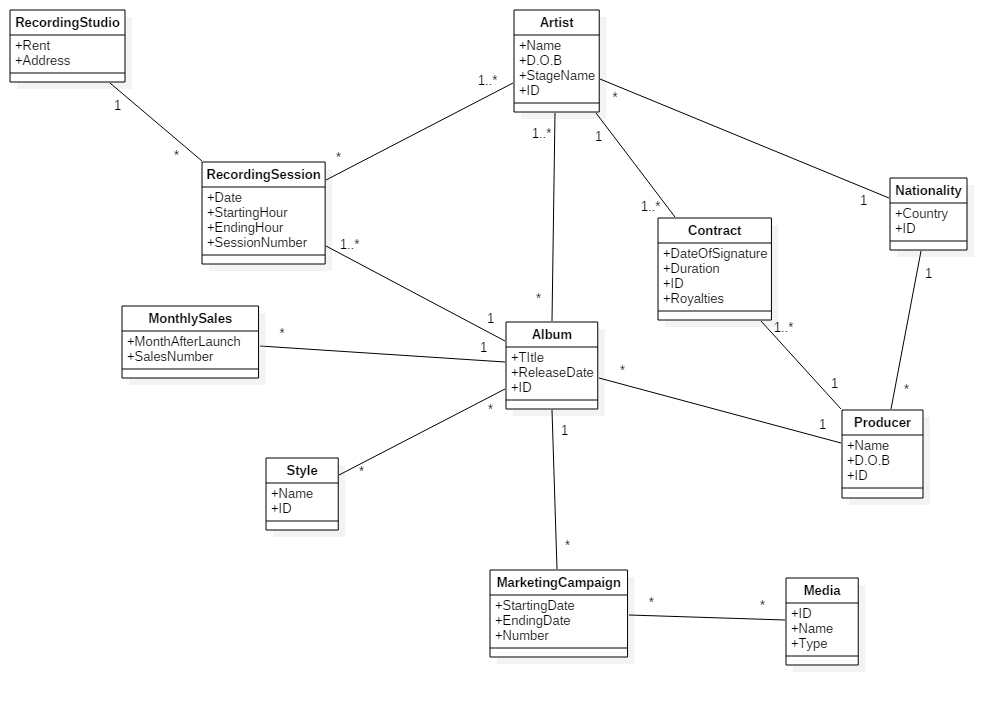 RecordingStudio
+Rent
+Address
1
*
Artist
+Name
+D.O.B
+StageName
+ID
1..*
*
1..*
1
*
1
RecordingSession
+Date
+StartingHour
+EndingHour
+SessionNumber
*
1..*
1
Nationality
+Country
+ID
1
*
Contract
+DateOfSignature
+Duration
+ID
+Royalties
1..*
1..*
1
MonthlySales
+MonthAfterLaunch
+SalesNumber
*
1
Album
+TItle
+ReleaseDate
+ID
*
*
1
*
1
Producer
+Name
+D.O.B
+ID
Style
+Name
+ID
*
*
MarketingCampaign
+StartingDate
+EndingDate
+Number
*
*
Media
+ID
+Name
+Type